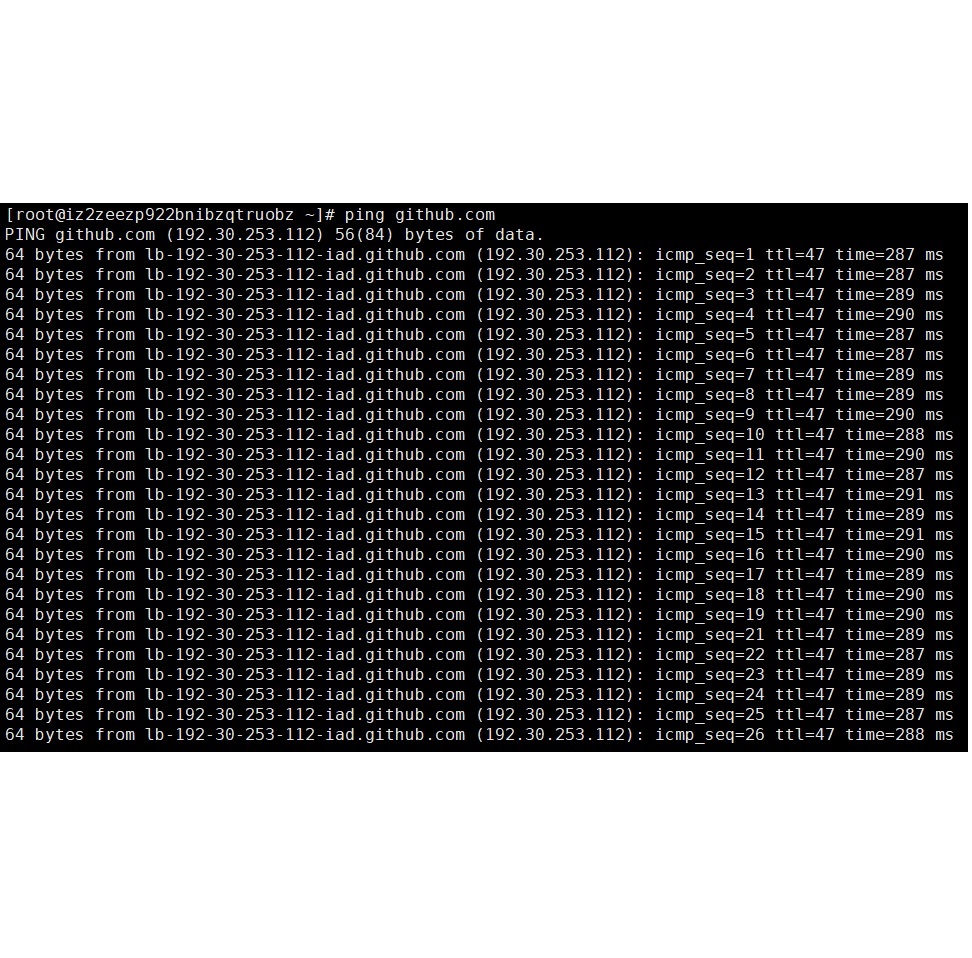 [root@iz2zeezp922bnibzqtruobz ~]# ping github.com
PING github.com (192.30.253.112) 56(84) bytes of data.
64 bytes from lb-192-30-253-112-iad.github.com (192.30.253.112): icmp_seq=1 ttl=47 time=287 ms
64 bytes from lb-192-30-253-112-iad.github.com (192.30.253.112): icmp_seq=2 ttl=47 time=287 ms
64 bytes from lb-192-30-253-112-iad.github.com (192.30.253.112): icmp_seq=3 ttl=47 time=289 ms
64 bytes from lb-192-30-253-112-iad.github.com (192.30.253.112): icmp_seq=4 ttl=47 time=290 ms
64 bytes from lb-192-30-253-112-iad.github.com (192.30.253.112): icmp_seq=5 ttl=47 time=287 ms
64 bytes from lb-192-30-253-112-iad.github.com (192.30.253.112): icmp_seq=6 ttl=47 time=287 ms
64 bytes from lb-192-30-253-112-iad.github.com (192.30.253.112): icmp_seq=7 ttl=47 time=289 ms
64 bytes from lb-192-30-253-112-iad.github.com (192.30.253.112): icmp_seq=8 ttl=47 time=289 ms
64 bytes from lb-192-30-253-112-iad.github.com (192.30.253.112): icmp_seq=9 ttl=47 time=290 ms
64 bytes from lb-192-30-253-112-iad.github.com (192.30.253.112): icmp_seq=10 ttl=47 time=288 ms
64 bytes from lb-192-30-253-112-iad.github.com (192.30.253.112): icmp_seq=11 ttl=47 time=290 ms
64 bytes from lb-192-30-253-112-iad.github.com (192.30.253.112): icmp_seq=12 ttl=47 time=287 ms
64 bytes from lb-192-30-253-112-iad.github.com (192.30.253.112): icmp_seq=13 ttl=47 time=291 ms
64 bytes from lb-192-30-253-112-iad.github.com (192.30.253.112): icmp_seq=14 ttl=47 time=289 ms
64 bytes from lb-192-30-253-112-iad.github.com (192.30.253.112): icmp_seq=15 ttl=47 time=291 ms
64 bytes from lb-192-30-253-112-iad.github.com (192.30.253.112): icmp_seq=16 ttl=47 time=290 ms
64 bytes from lb-192-30-253-112-iad.github.com (192.30.253.112): icmp_seq=17 ttl=47 time=289 ms
64 bytes from lb-192-30-253-112-iad.github.com (192.30.253.112): icmp_seq=18 ttl=47 time=290 ms
64 bytes from lb-192-30-253-112-iad.github.com (192.30.253.112): icmp_seq=19 ttl=47 time=290 ms
64 bytes from lb-192-30-253-112-iad.github.com (192.30.253.112): icmp_seq=21 ttl=47 time=289 ms
64 bytes from lb-192-30-253-112-iad.github.com (192.30.253.112): icmp_seq=22 ttl=47 time=287 ms
64 bytes from lb-192-30-253-112-iad.github.com (192.30.253.112): icmp_seq=23 ttl=47 time=289 ms
64 bytes from lb-192-30-253-112-iad.github.com (192.30.253.112): icmp_seq=24 ttl=47 time=289 ms
64 bytes from lb-192-30-253-112-iad.github.com (192.30.253.112): icmp_seq=25 ttl=47 time=287 ms
64 bytes from lb-192-30-253-112-iad.github.com (192.30.253.112): icmp_seq=26 ttl=47 time=288 ms